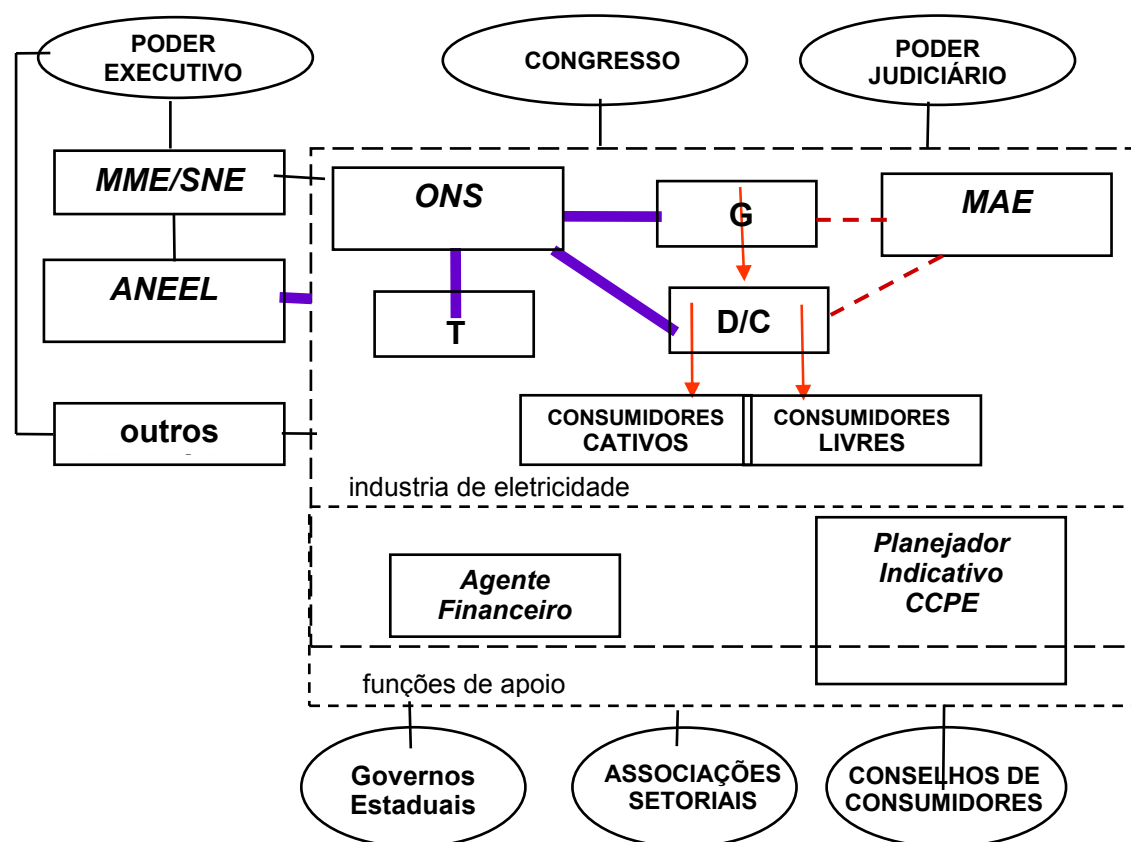 PODER
EXECUTIVO
CONGRESSO
PODER
JUDICIÁRIO
MME/SNE
ONS
G
MAE
ANEEL
T
D/C
outros
CONSUMIDORES
CATIVOS
CONSUMIDORES
LIVRES
industria de eletricidade
Agente
Financeiro
Planejador
Indicativo
CCPE
funções de apoio
Governos
Estaduais
ASSOCIAÇÕES
SETORIAIS
CONSELHOS DE
CONSUMIDORES